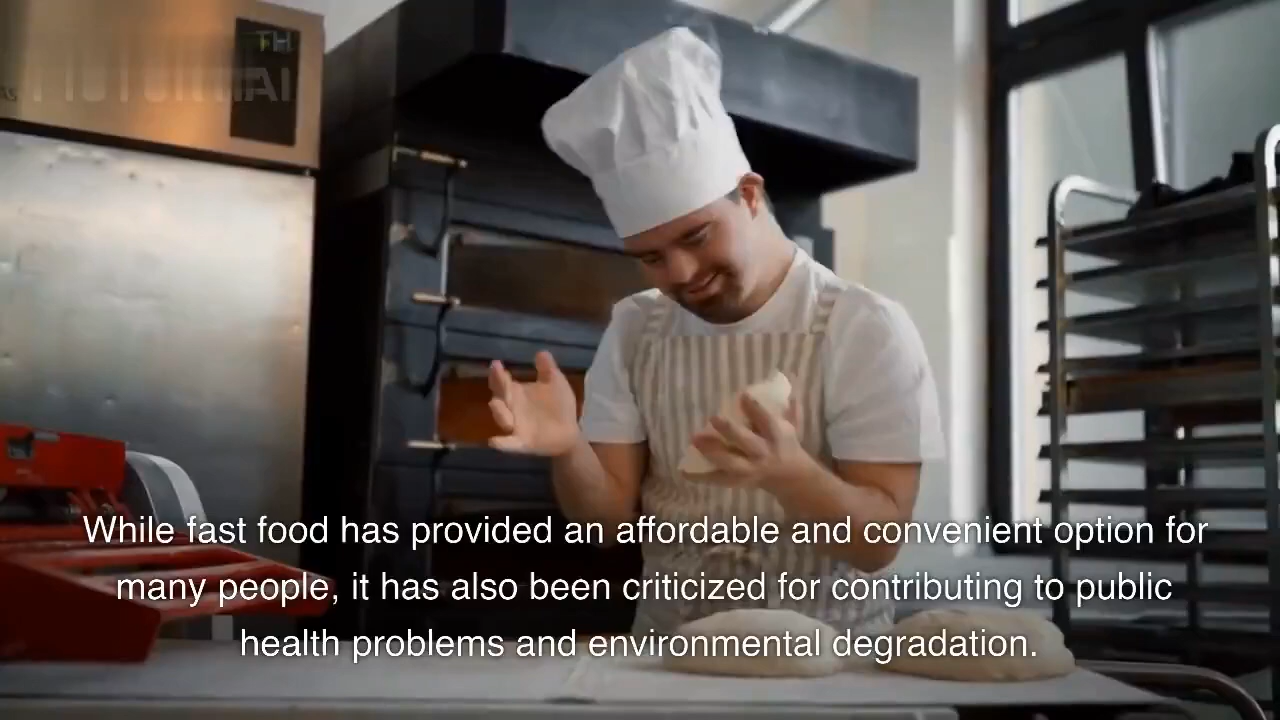 While fast food has provided an affordable and convenient option for
many people, it has also been criticized for contributing to public
health problems and environmental degradation.